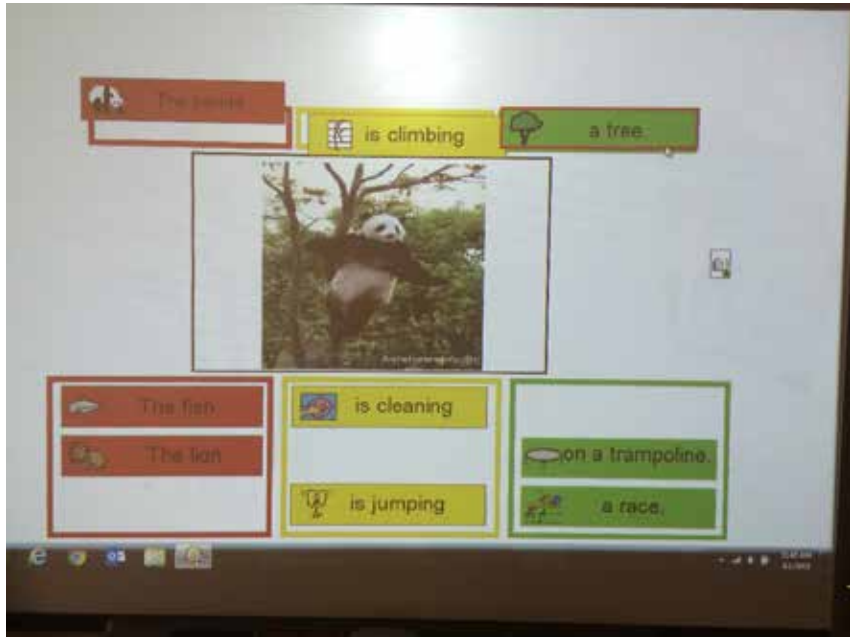 The panda
is climbing
a tree.
The fish
is cleaning
The lion
on a trampoline.
is jumping
a race.